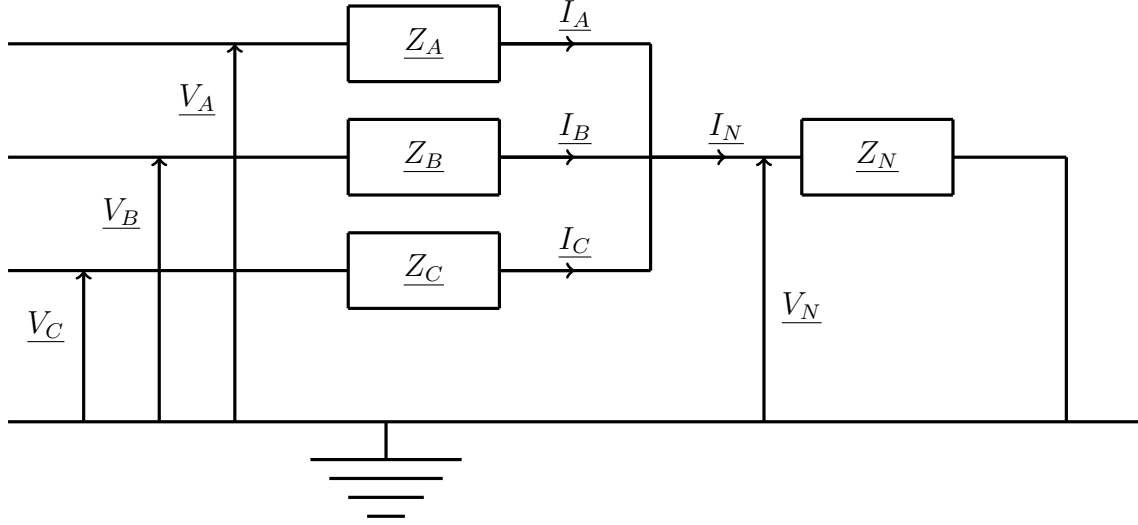 Z_A
I_A
V_A
Z_B
I_B
I_N
Z_N
V_B
Z_C
I_C
V_C
V_N